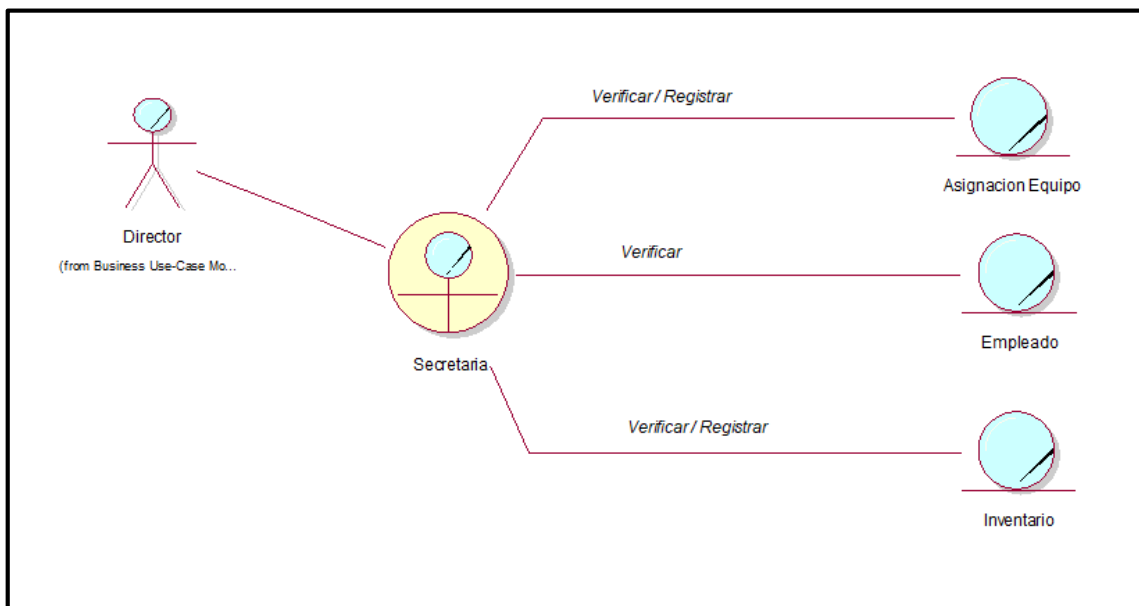 Verificar / Registrar
Asignacion Equipo
Director
(from Business Use-Case Mo...
Verificar
Secretaria
Empleado
Verificar / Registrar
Inventario